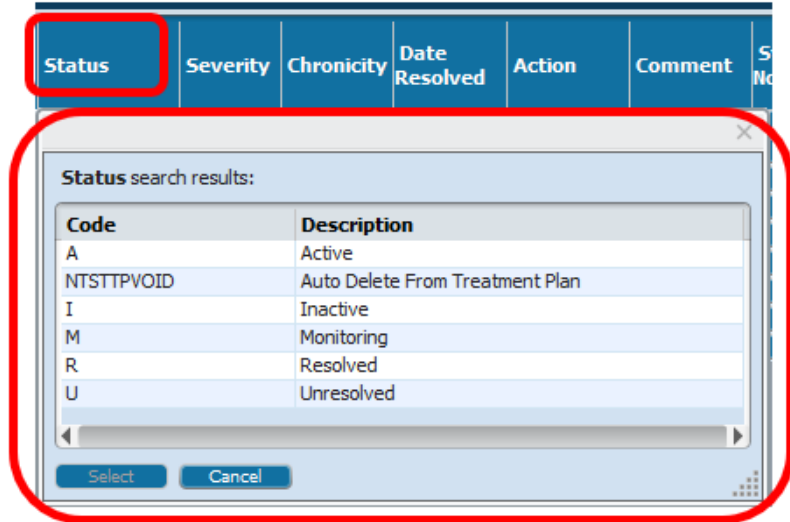 Status Severity Chronicity Date Resolved Action Comment
Status search results:
Code Description
A Active
NTSTTPVOID Auto Delete From Treatment Plan
I Inactive
M Monitoring
R Resolved
U Unresolved
Select Cancel